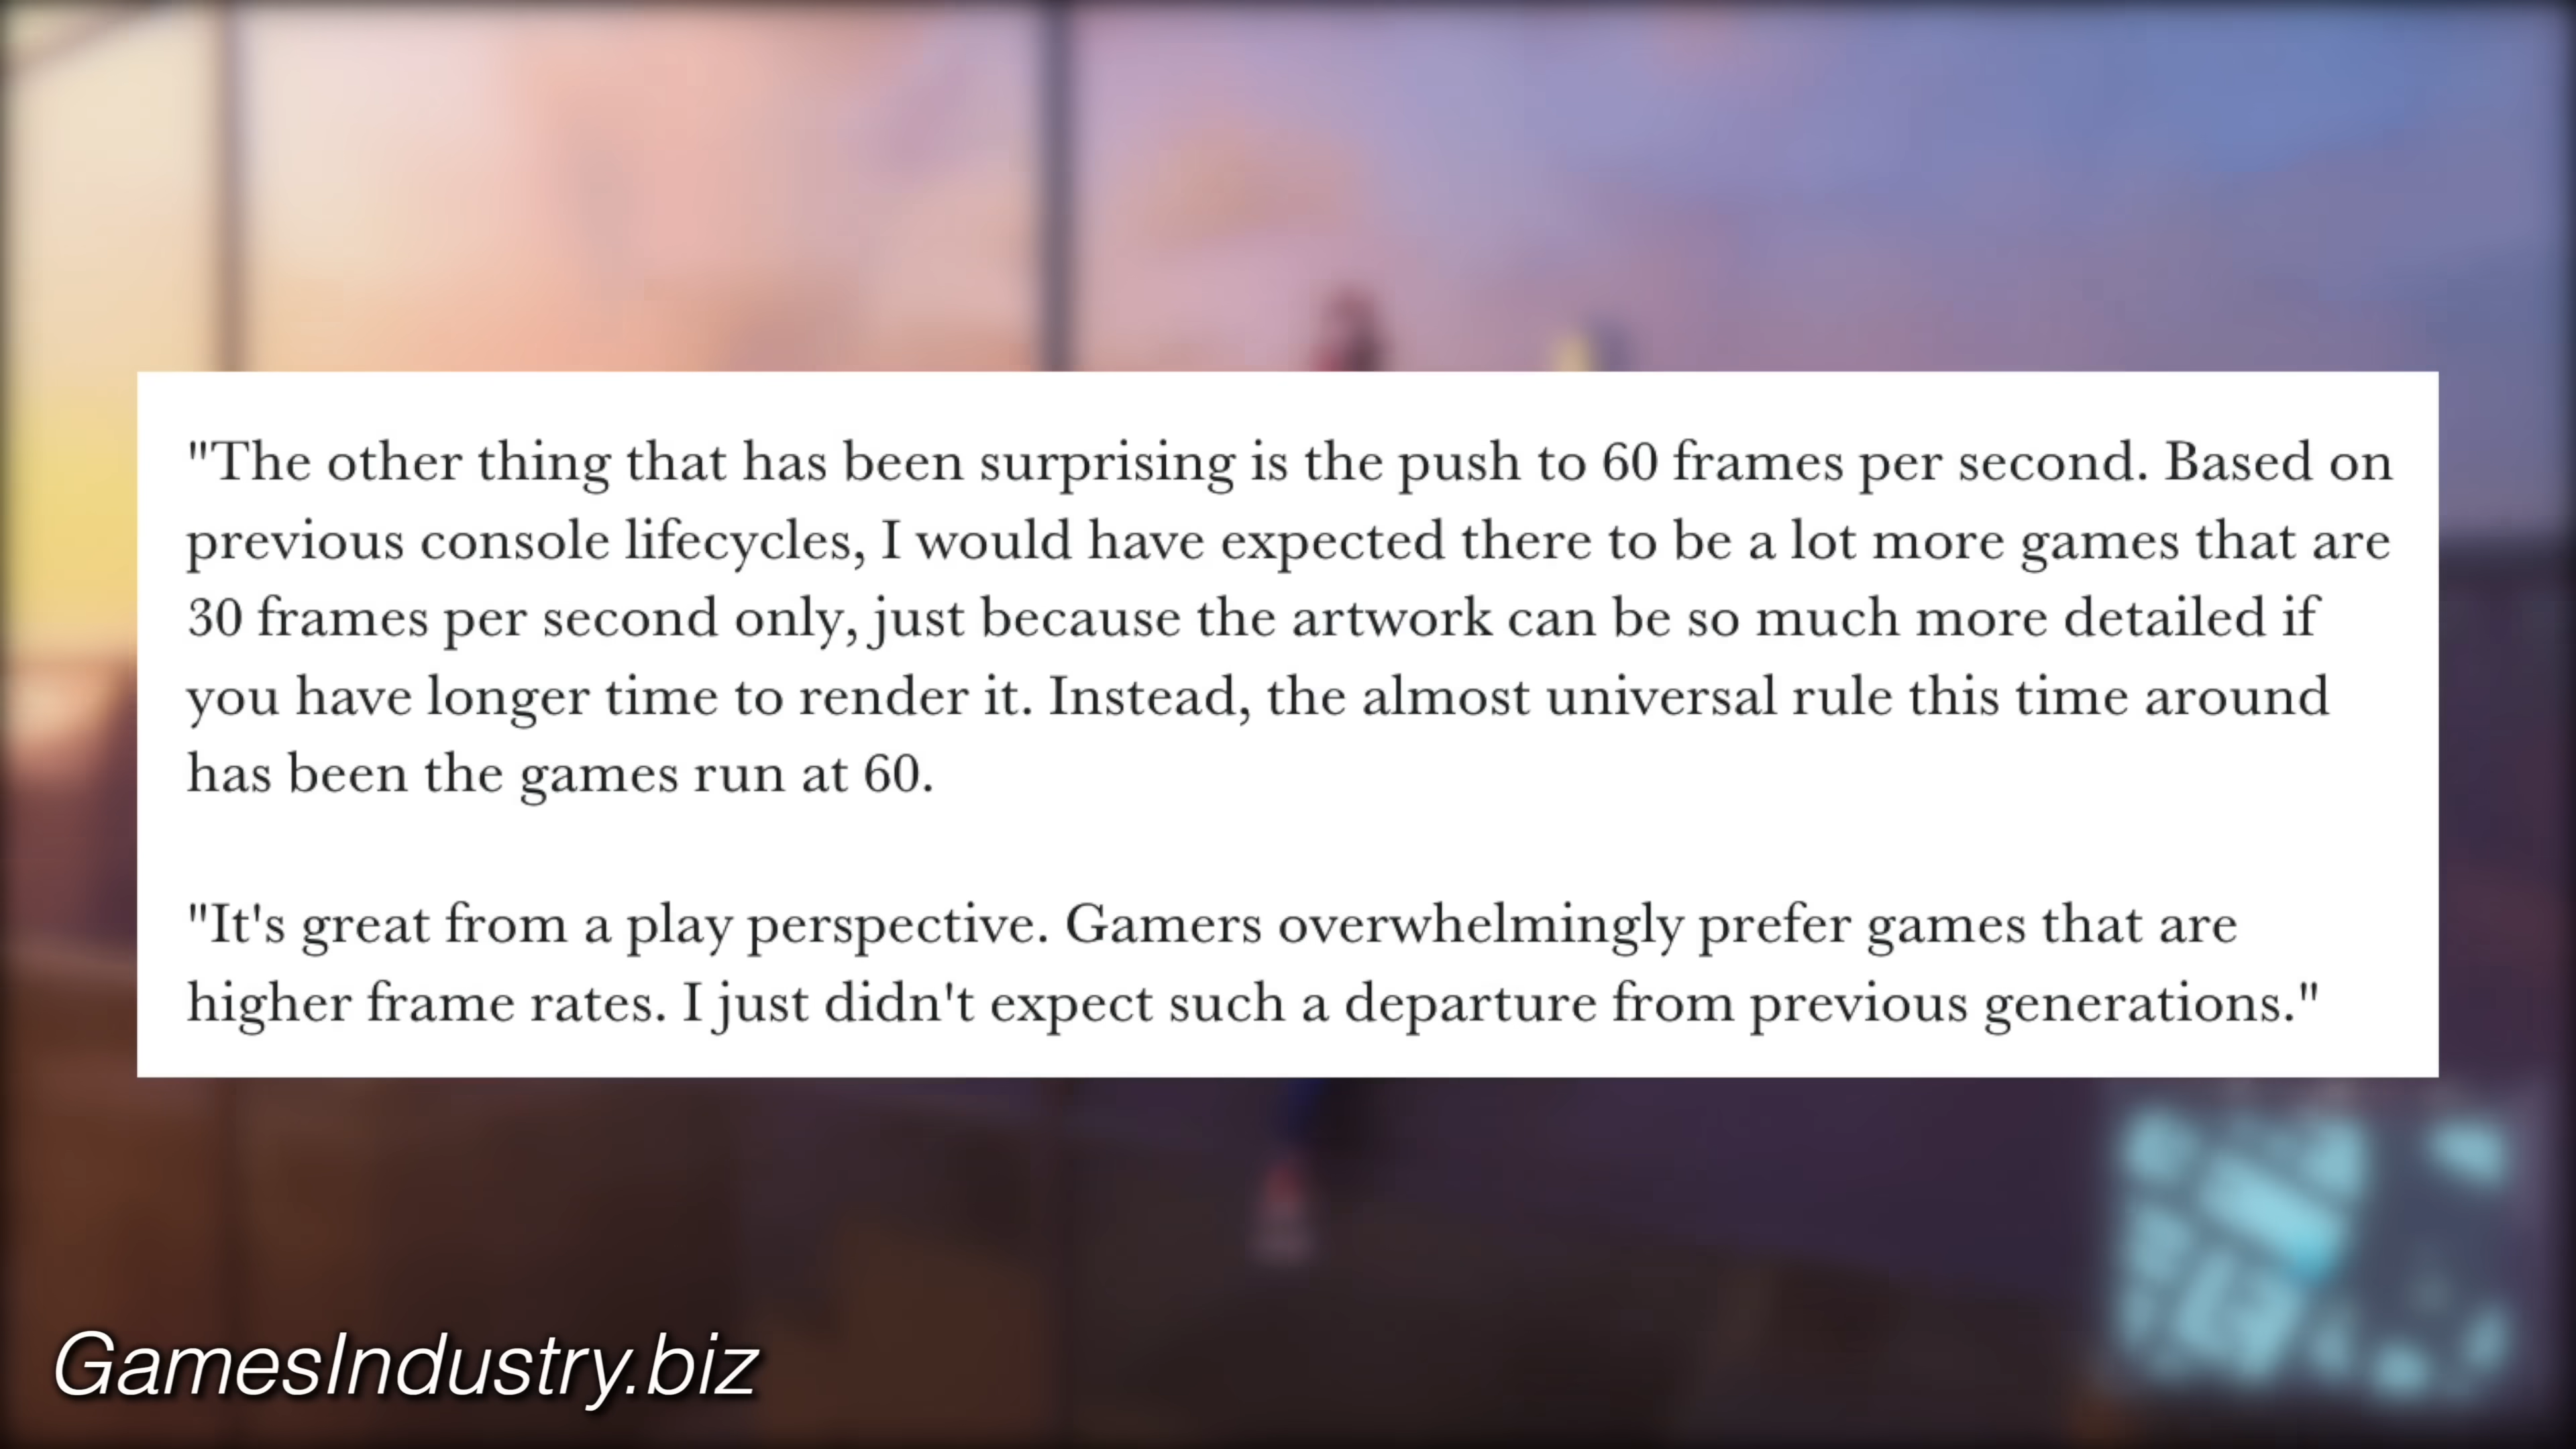 "The other thing that has been surprising is the push to 60 frames per second. Based on
previous console lifecycles, I would have expected there to be a lot more games that are
30 frames per second only, just because the artwork can be so much more detailed if
you have longer time to render it. Instead, the almost universal rule this time around
has been the games run at 60.
"It's great from a play perspective. Gamers overwhelmingly prefer games that are
higher frame rates. I just didn't expect such a departure from previous generations."
GamesIndustry.biz